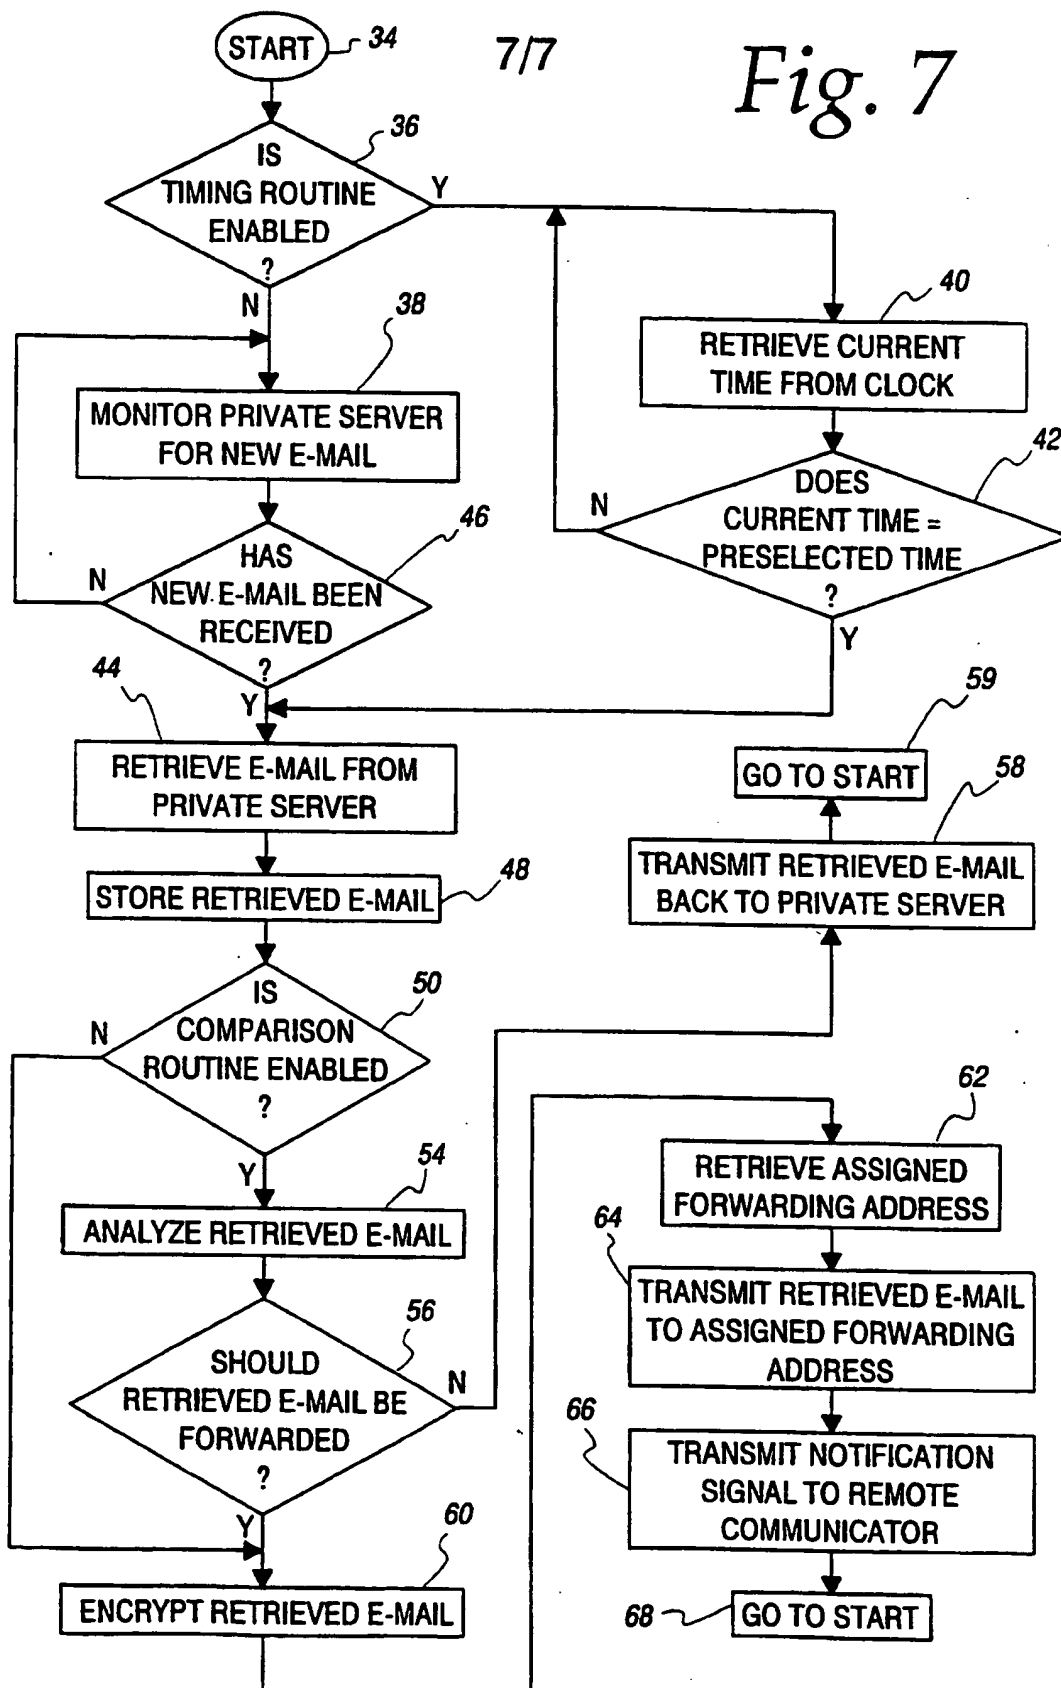 START
34
7/7
Fig. 7
36
IS
TIMING ROUTINE
ENABLED
?
Y
N
38
MONITOR PRIVATE SERVER
FOR NEW E-MAIL
40
RETRIEVE CURRENT
TIME FROM CLOCK
42
DOES
CURRENT TIME =
PRESELECTED TIME
?
N
Y
46
HAS
NEW E-MAIL BEEN
RECEIVED
?
N
Y
44
RETRIEVE E-MAIL FROM
PRIVATE SERVER
STORE RETRIEVED E-MAIL
48
59
GO TO START
58
TRANSMIT RETRIEVED E-MAIL
BACK TO PRIVATE SERVER
50
IS
COMPARISON
ROUTINE ENABLED
?
N
Y
54
ANALYZE RETRIEVED E-MAIL
56
SHOULD
RETRIEVED E-MAIL BE
FORWARDED
?
N
Y
60
ENCRYPT RETRIEVED E-MAIL
62
RETRIEVE ASSIGNED
FORWARDING ADDRESS
64
TRANSMIT RETRIEVED E-MAIL
TO ASSIGNED FORWARDING
ADDRESS
66
TRANSMIT NOTIFICATION
SIGNAL TO REMOTE
COMMUNICATOR
68
GO TO START